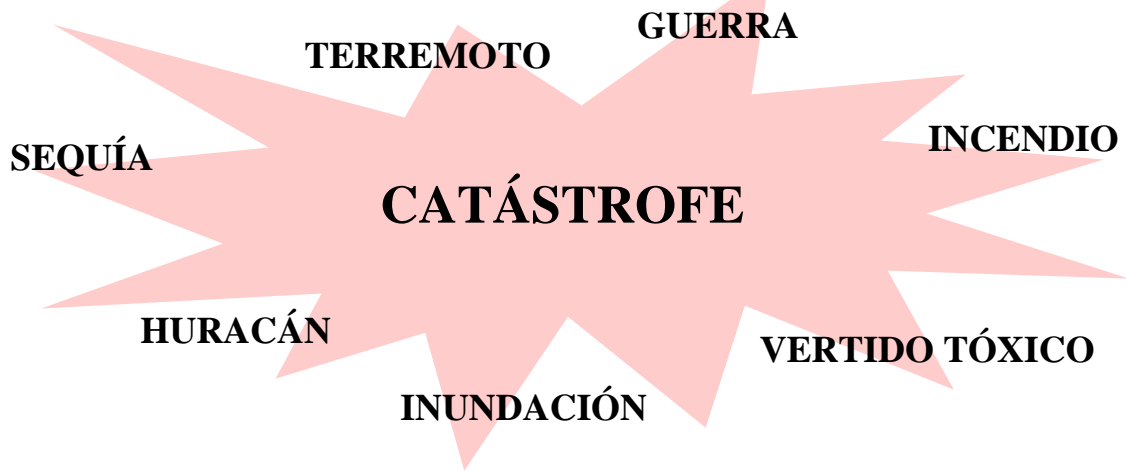 GUERRA
TERREMOTO
INCENDIO
SEQUÍA
CATÁSTROFE
HURACÁN
VERTIDO TÓXICO
INUNDACIÓN